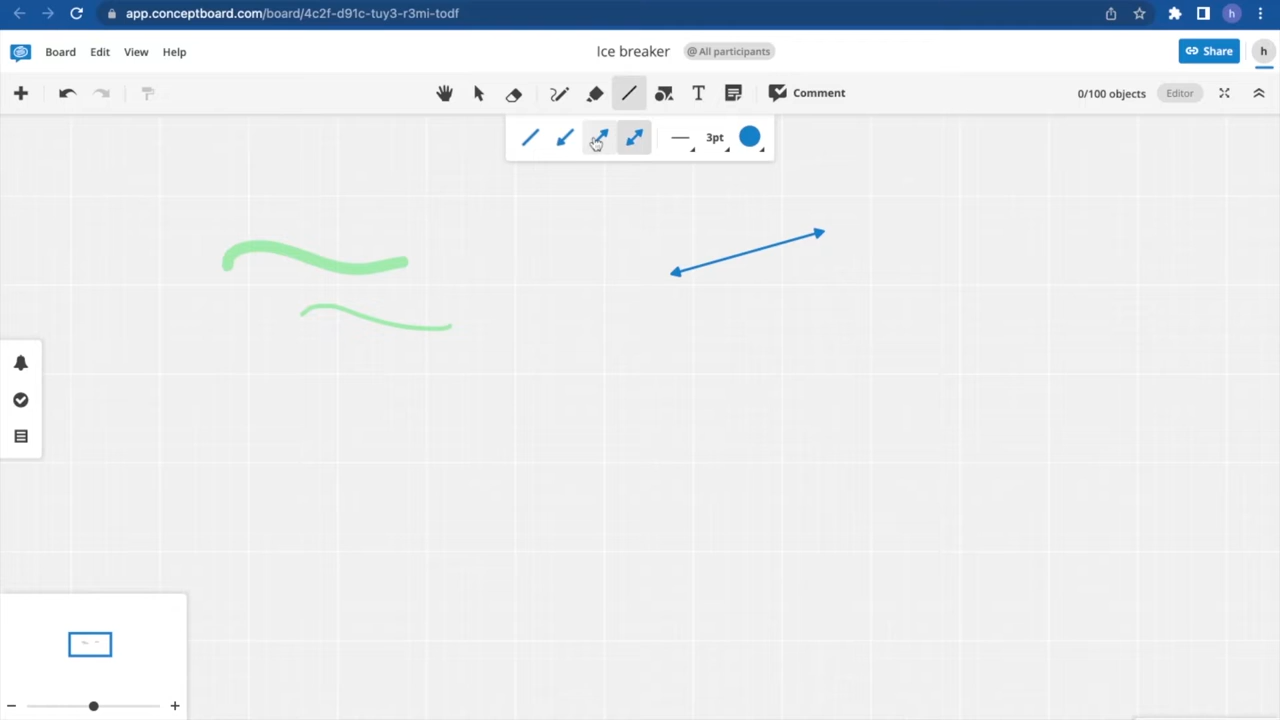 app.conceptboard.com/board/4c2f-d91c-tuy3-r3mi-todf
h
Board Edit View Help
Ice breaker @ All participants
Share
h
T
Comment
0/100 objects
Editor
3pt